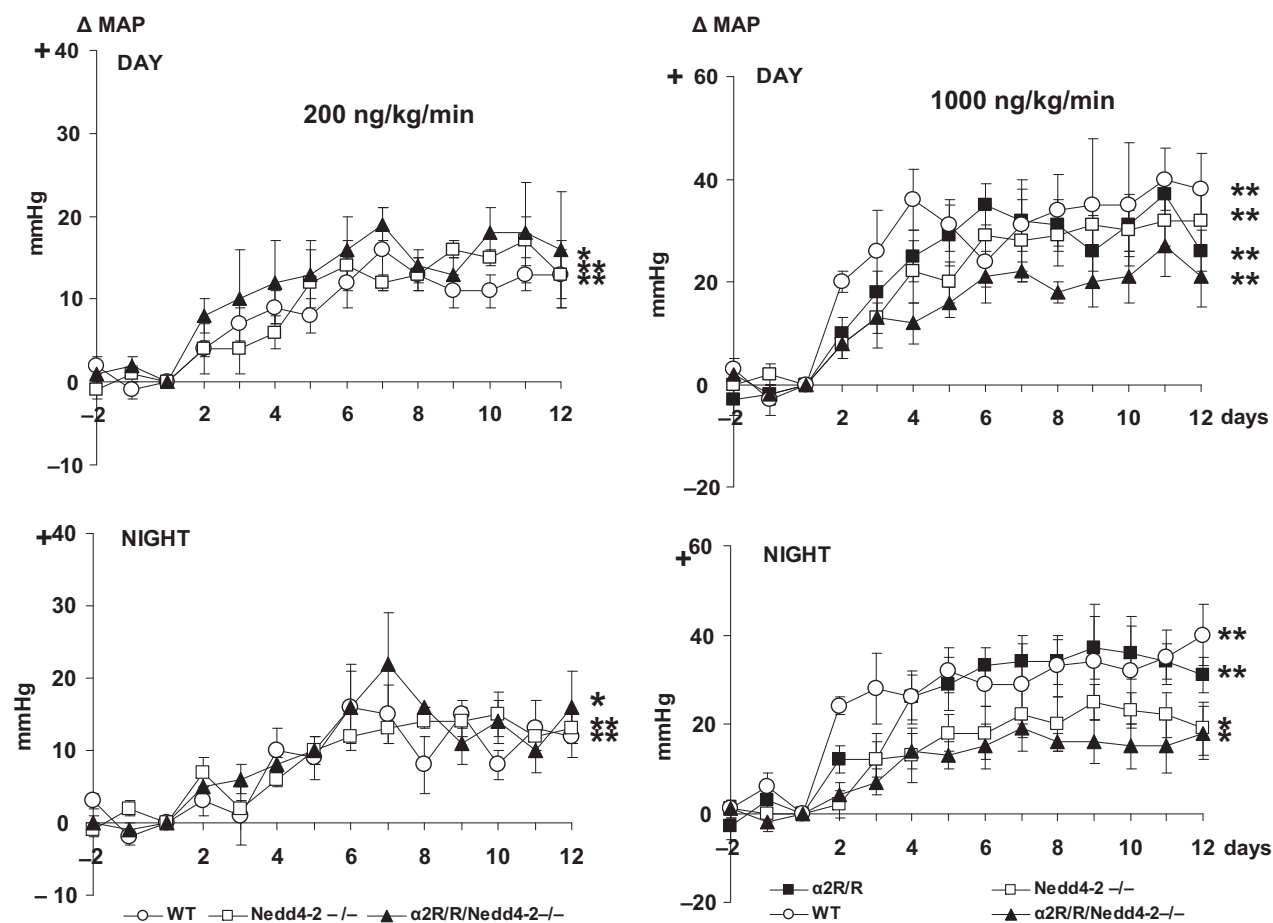 Δ MAP
+ 40
DAY
200 ng/kg/min
30
20
10
0
–10
mmHg
–2 2 4 6 8 10 12
*
**
**
Δ MAP
+ 60
DAY
1000 ng/kg/min
40
20
0
–20
mmHg
–2 2 4 6 8 10 12 days
**
**
**
**
+ 40
NIGHT
30
20
10
0
– 10
mmHg
–2 2 4 6 8 10 12
*
**
**
WT Nedd4-2 –/– α2R/R/Nedd4-2–/–
+ 60
NIGHT
40
20
0
–20
mmHg
–2 2 4 6 8 10 12 days
**
**
*
*
α2R/R Nedd4-2 –/–
WT α2R/R/Nedd4-2–/–